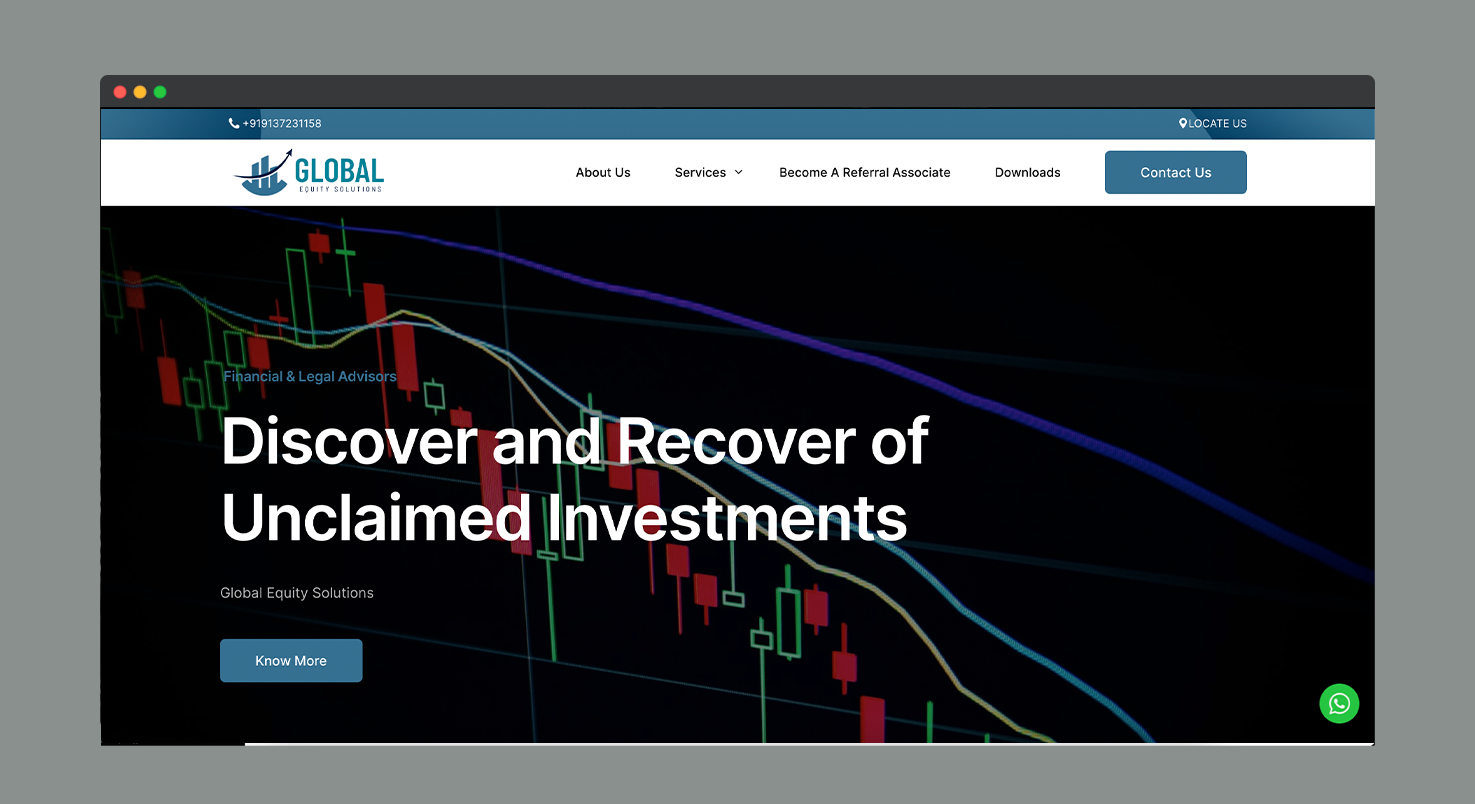 +919137231158
LOCATE US
GLOBAL
EQUITY SOLUTIONS
About Us
Services
Become A Referral Associate
Downloads
Contact Us
Financial & Legal Advisors
Discover and Recover of
Unclaimed Investments
Global Equity Solutions
Know More